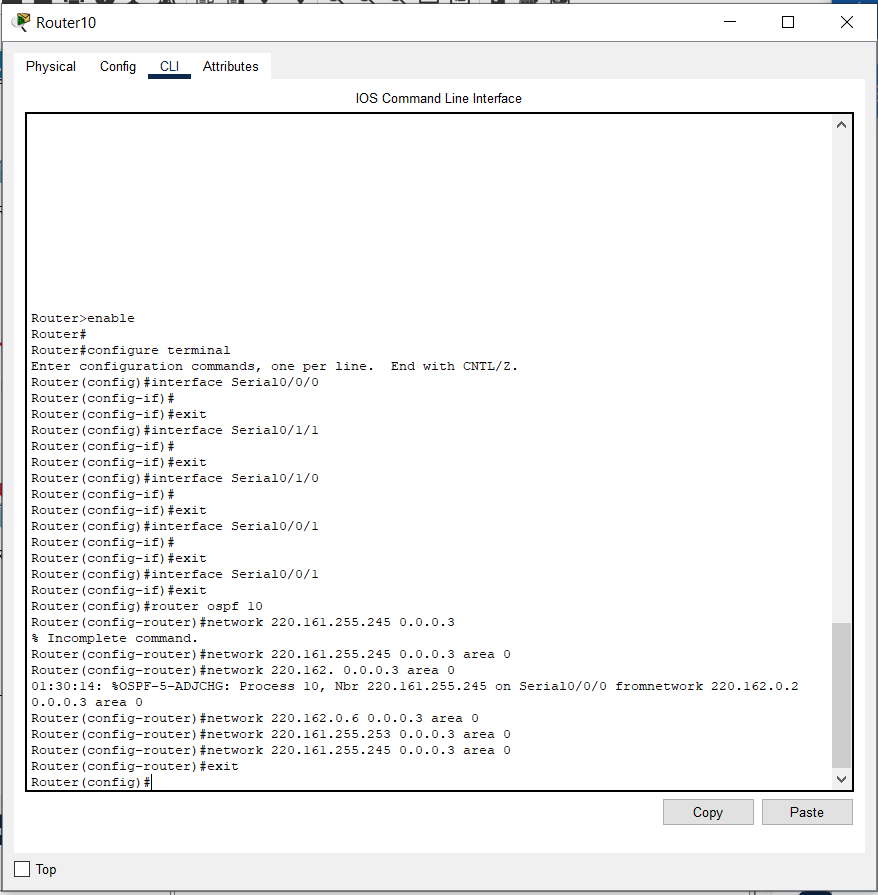 Router10
Physical Config CLI Attributes
IOS Command Line Interface
Router>enable
Router#
Router#configure terminal
Enter configuration commands, one per line.  End with CNTL/Z.
Router(config)#interface Serial0/0/0
Router(config-if)#
Router(config-if)#exit
Router(config)#interface Serial0/1/1
Router(config-if)#
Router(config-if)#exit
Router(config)#interface Serial0/1/0
Router(config-if)#
Router(config-if)#exit
Router(config)#interface Serial0/0/1
Router(config-if)#
Router(config-if)#exit
Router(config)#interface Serial0/0/1
Router(config-if)#exit
Router(config)#router ospf 10
Router(config-router)#network 220.161.255.245 0.0.0.3
% Incomplete command.
Router(config-router)#network 220.161.255.245 0.0.0.3 area 0
Router(config-router)#network 220.162. 0.0.0.3 area 0
01:30:14: %OSPF-5-ADJCHG: Process 10, Nbr 220.161.255.245 on Serial0/0/0 fromnetwork 220.162.0.2
0.0.0.3 area 0
Router(config-router)#network 220.162.0.6 0.0.0.3 area 0
Router(config-router)#network 220.161.255.253 0.0.0.3 area 0
Router(config-router)#network 220.161.255.245 0.0.0.3 area 0
Router(config-router)#exit
Router(config)#
Copy Paste
Top